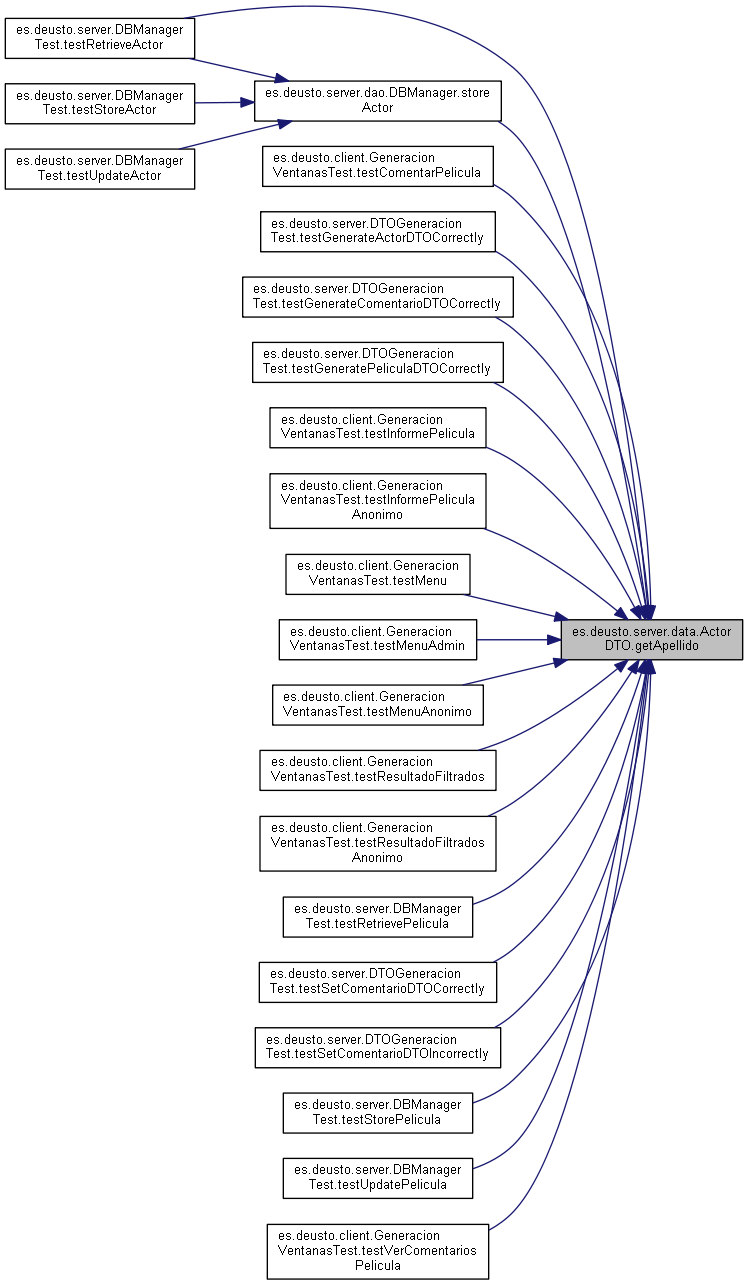 es.deusto.server.DBManager
Test.testRetrieveActor
es.deusto.server.DBManager
Test.testStoreActor
es.deusto.server.DBManager
Test.testUpdateActor
es.deusto.server.dao.DBManager.store
Actor
es.deusto.client.Generacion
VentanasTest.testComentarPelicula
es.deusto.server.DTOGeneracion
Test.testGenerateActorDTOCorrectly
es.deusto.server.DTOGeneracion
Test.testGenerateComentarioDTOCorrectly
es.deusto.server.DTOGeneracion
Test.testGeneratePeliculaDTOCorrectly
es.deusto.client.Generacion
VentanasTest.testInformePelicula
es.deusto.client.Generacion
VentanasTest.testInformePelicula
Anonimo
es.deusto.client.Generacion
VentanasTest.testMenu
es.deusto.client.Generacion
VentanasTest.testMenuAdmin
es.deusto.client.Generacion
VentanasTest.testMenuAnonimo
es.deusto.client.Generacion
VentanasTest.testResultadoFiltrados
es.deusto.client.Generacion
VentanasTest.testResultadoFiltrados
Anonimo
es.deusto.server.DBManager
Test.testRetrievePelicula
es.deusto.server.DTOGeneracion
Test.testSetComentarioDTOCorrectly
es.deusto.server.DTOGeneracion
Test.testSetComentarioDTOIncorrectly
es.deusto.server.DBManager
Test.testStorePelicula
es.deusto.server.DBManager
Test.testUpdatePelicula
es.deusto.client.Generacion
VentanasTest.testVerComentarios
Pelicula
es.deusto.server.data.Actor
DTO.getApellido